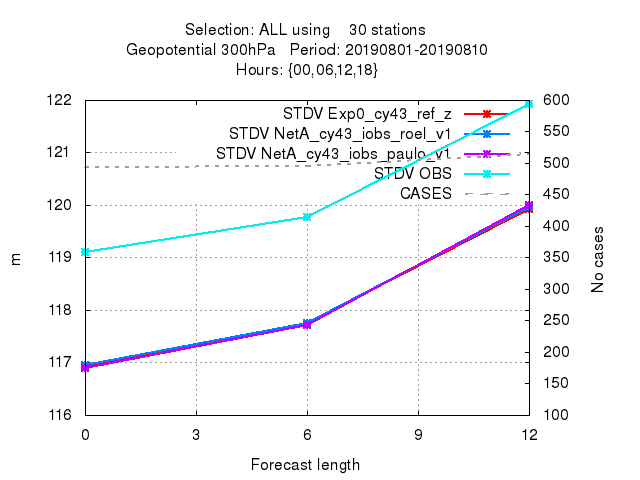 Selection: ALL using    30 stations
Geopotential 300hPa   Period: 20190801-20190810
Hours: {00,06,12,18}
122
121
120
119
118
117
116
m
STDV Exp0_cy43_ref_z
STDV NetA_cy43_iobs_roel_v1
STDV NetA_cy43_iobs_paulo_v1
STDV OBS
CASES
600
550
500
450
400
350
300
250
200
150
100
No cases
0 3 6 9 12
Forecast length